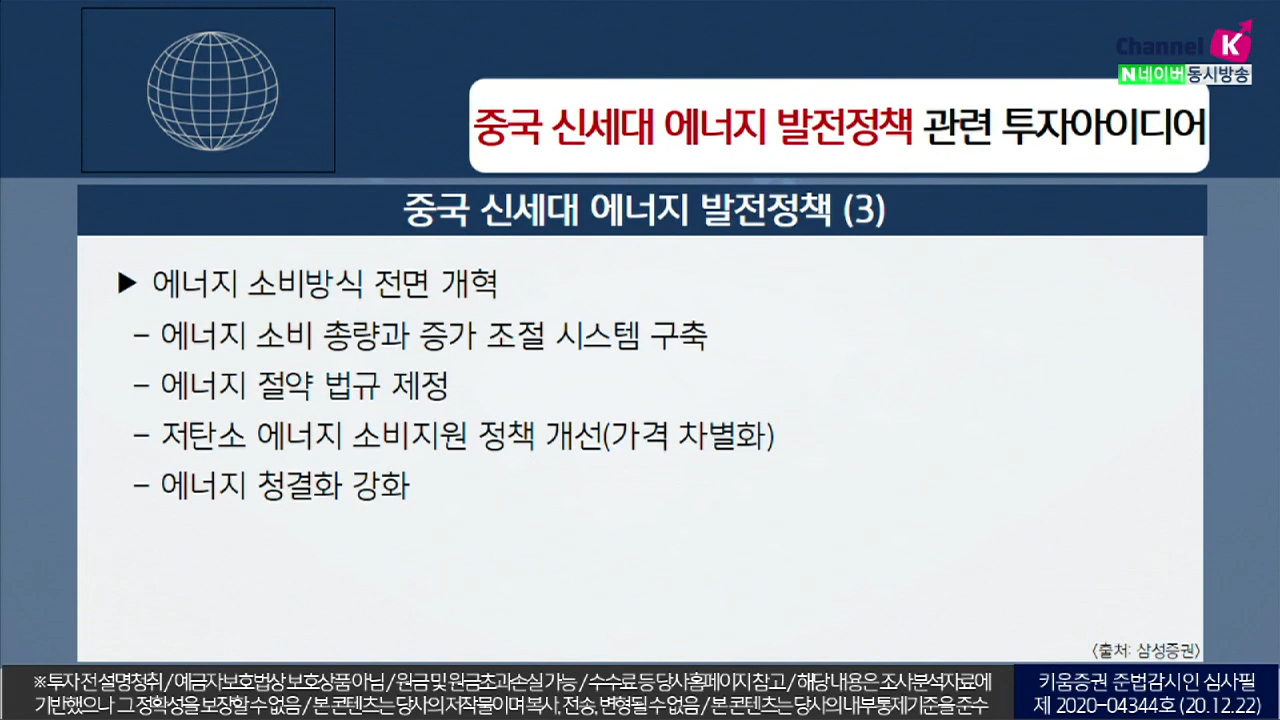 Channel K
N 네이버 동시방송
중국 신세대 에너지 발전정책 관련 투자아이디어
중국 신세대 에너지 발전정책 (3)
▶ 에너지 소비방식 전면 개혁
- 에너지 소비 총량과 증가 조절 시스템 구축
- 에너지 절약 법규 제정
- 저탄소 에너지 소비지원 정책 개선(가격 차별화)
- 에너지 청결화 강화
<출처: 삼성증권>
※ 투자 전 설명청취 / 예금자보호법상 보호상품 아님 / 원금 및 원금초과손실 가능 / 수수료 등 당사홈페이지 참고 / 해당 내용은 조사분석자료에
기반했으나 그 정확성을 보장할 수 없음 / 본 콘텐츠는 당사의 저작물이며 복사, 전송, 변형될 수 없음 / 본 콘텐츠는 당사의 내부통제기준을 준수
키움증권 준법감시인 심사필
제 2020-04344호 (20.12.22)